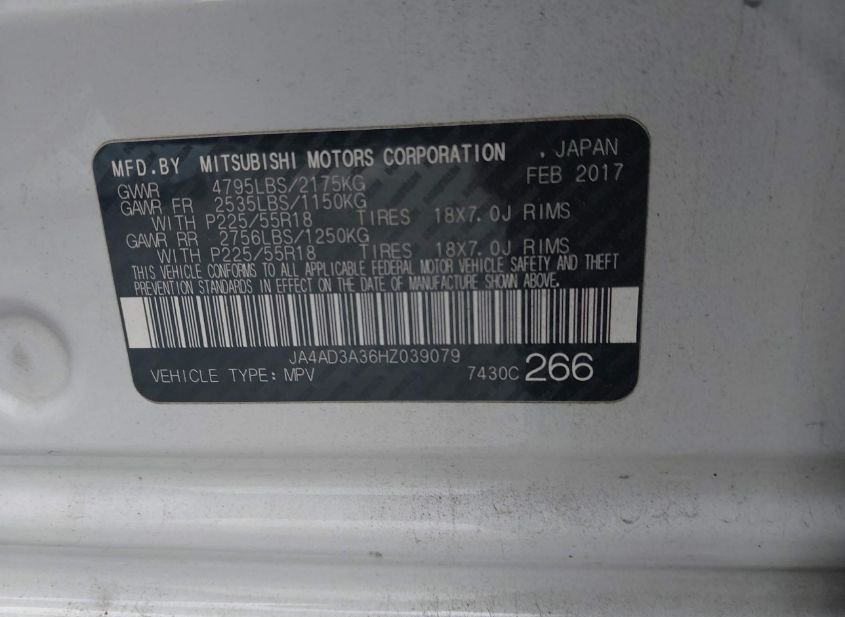 MFD.BY MITSUBISHI MOTORS CORPORATION . JAPAN
GVWR 4795LBS/2175KG FEB 2017
GAWR FR 2535LBS/1150KG
WITH P225/55R18 TIRES 18X7.0J RIMS
GAWR RR 2756LBS/1250KG
WITH P225/55R18 TIRES 18X7.0J RIMS
THIS VEHICLE CONFORMS TO ALL APPLICABLE FEDERAL MOTOR VEHICLE SAFETY AND THEFT
PREVENTION STANDARDS IN EFFECT ON THE DATE OF MANUFACTURE SHOWN ABOVE.
JA4AD3A36HZ039079
VEHICLE TYPE: MPV 7430C 266